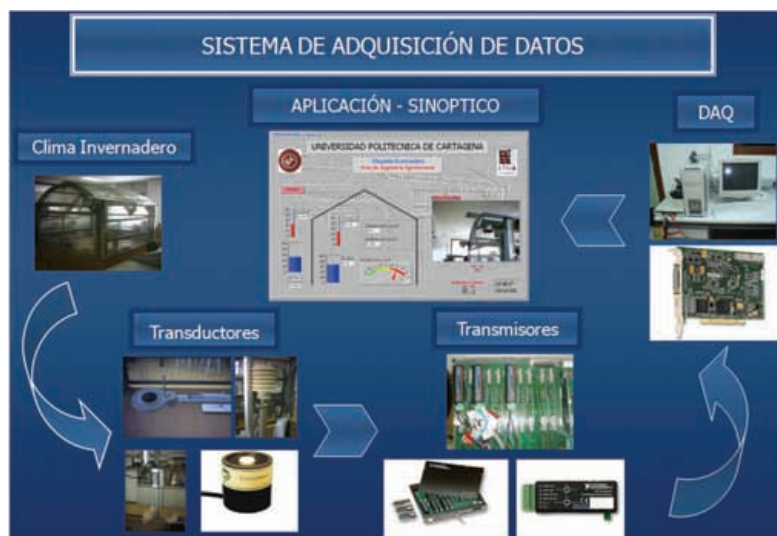 SISTEMA DE ADQUISICIÓN DE DATOS
APLICACIÓN - SINOPTICO
DAQ
Clima Invernadero
UNIVERSIDAD POLITECNICA DE CARTAGENA
Transductores
Transmisores